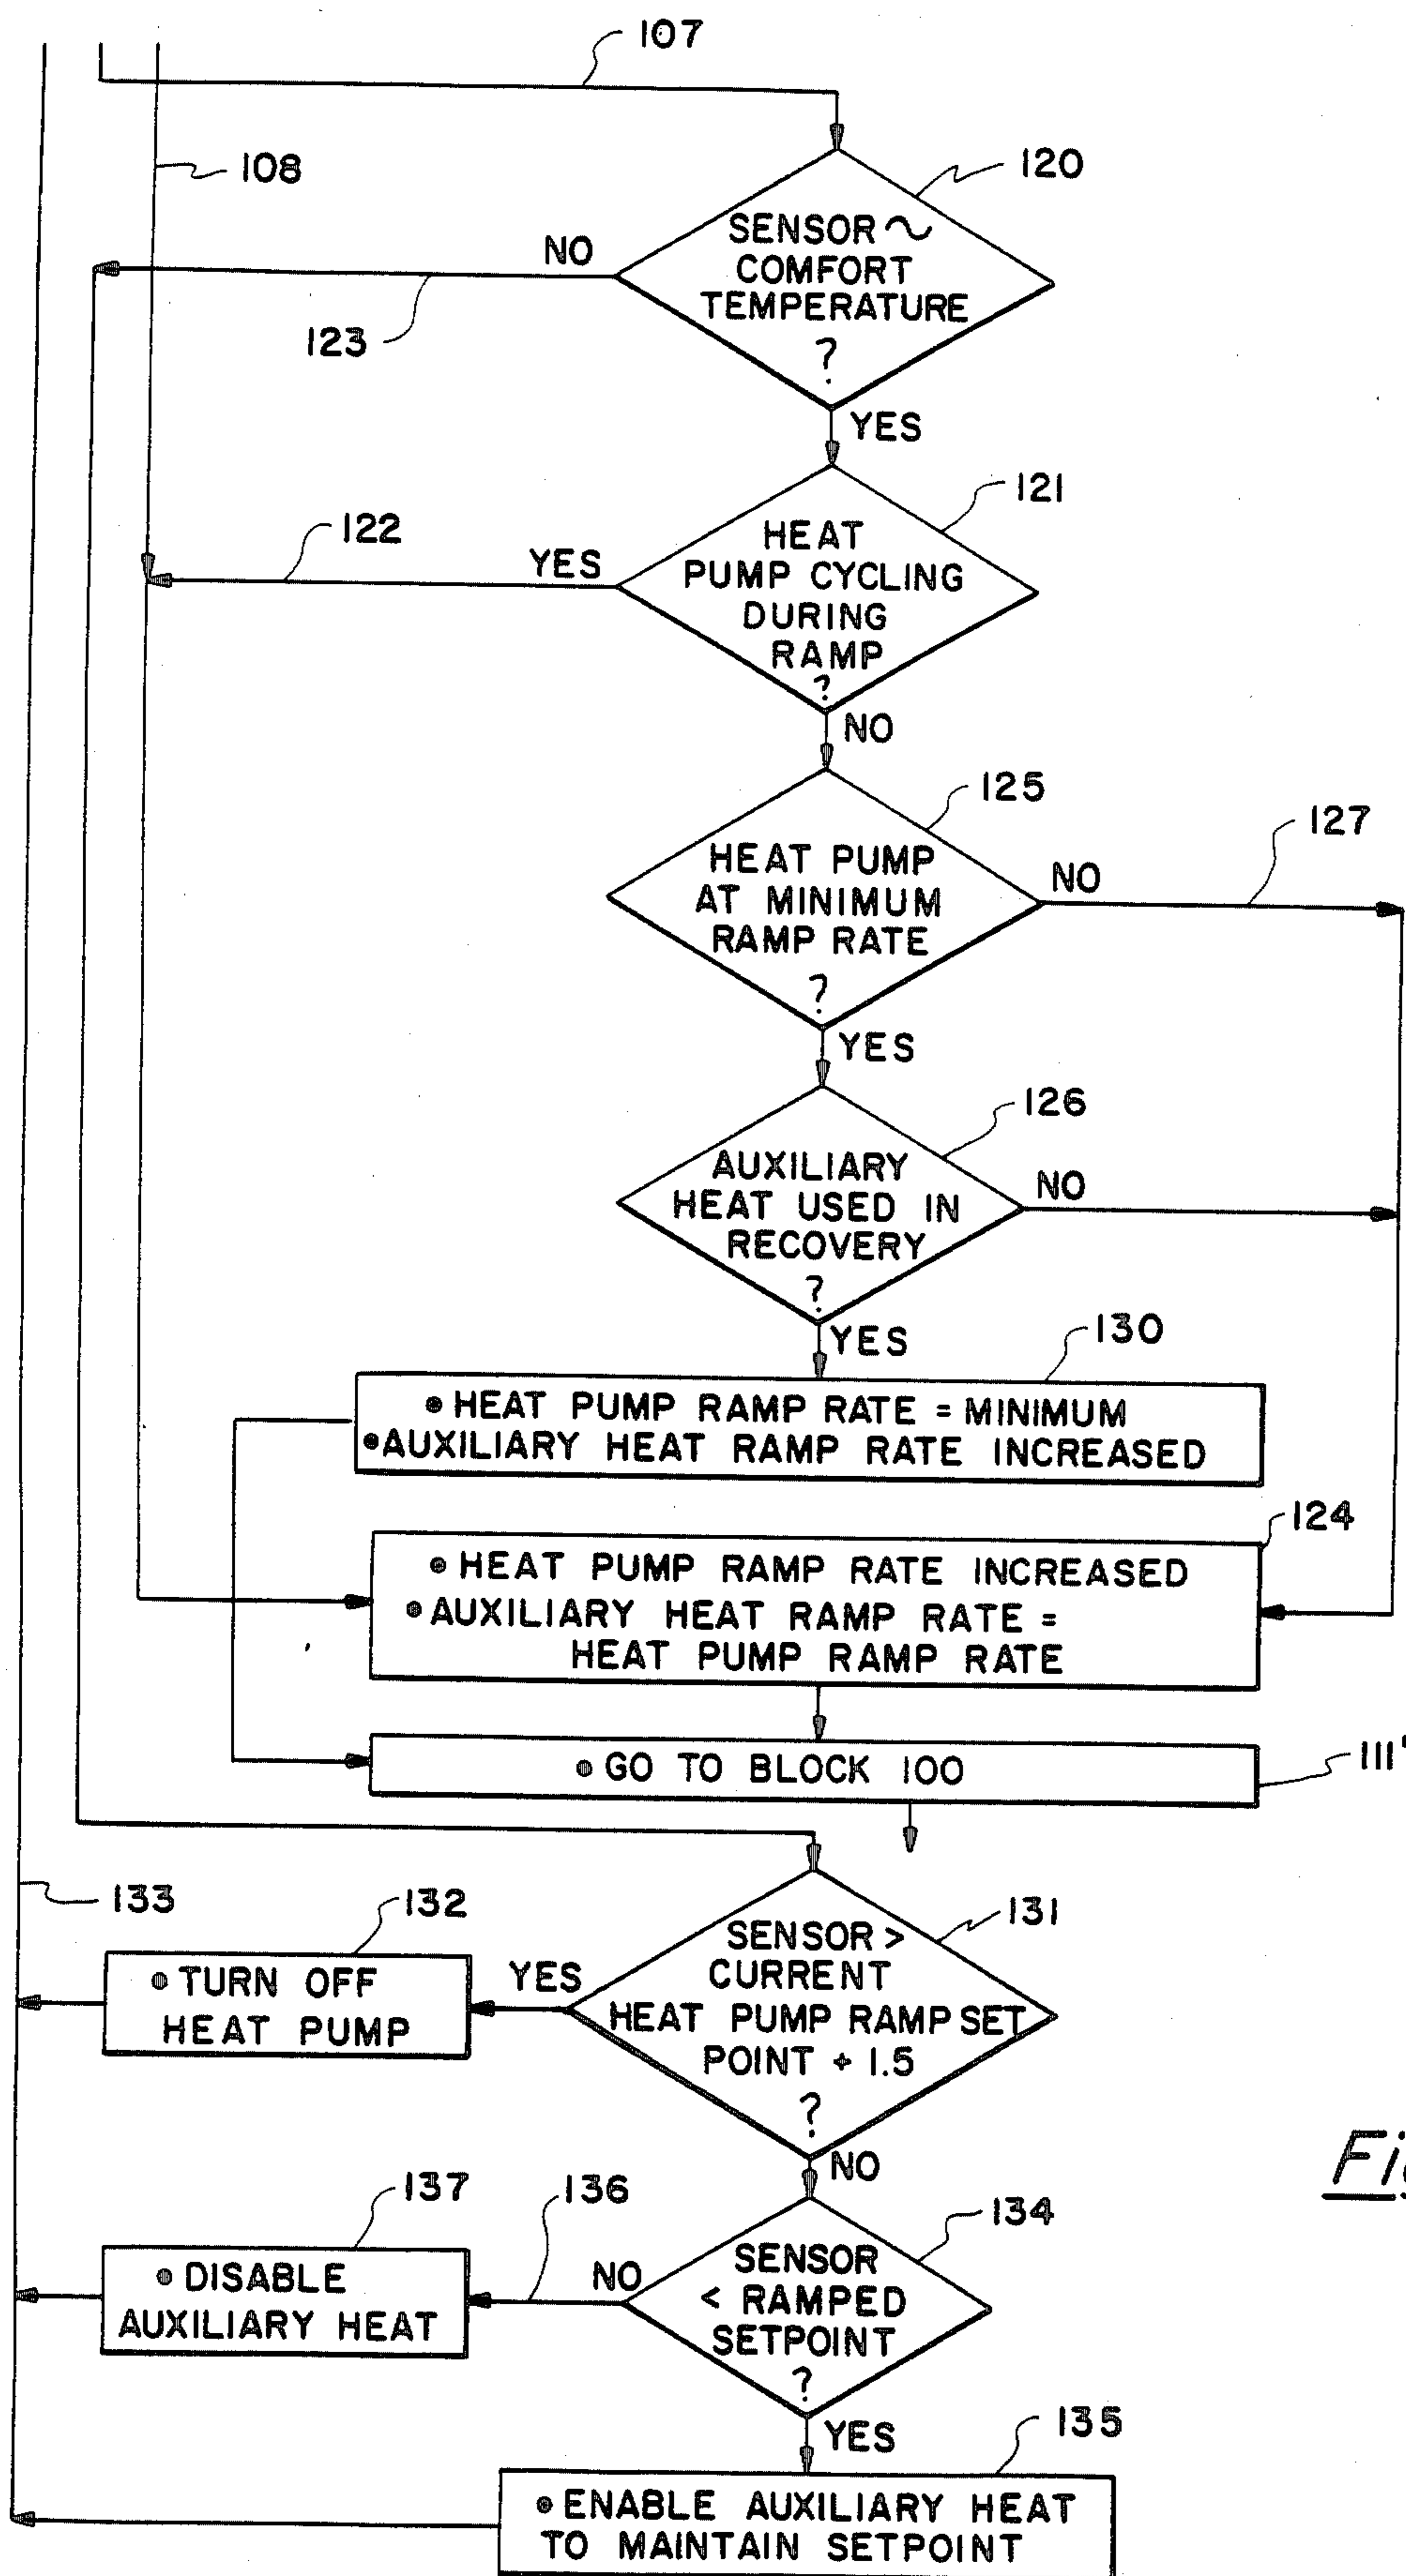 107
108
120
SENSOR ~
COMFORT
TEMPERATURE
?
NO
123
YES
121
HEAT
PUMP CYCLING
DURING
RAMP
?
122
YES
NO
125
127
HEAT PUMP
AT MINIMUM
RAMP RATE
?
NO
YES
126
AUXILIARY
HEAT USED IN
RECOVERY
?
NO
YES
130
• HEAT PUMP RAMP RATE = MINIMUM
• AUXILIARY HEAT RAMP RATE INCREASED
124
• HEAT PUMP RAMP RATE INCREASED
• AUXILIARY HEAT RAMP RATE =
HEAT PUMP RAMP RATE
• GO TO BLOCK 100
111'
133
132
131
SENSOR >
CURRENT
HEAT PUMP RAMP SET
POINT + 1.5
?
YES
• TURN OFF
HEAT PUMP
NO
137
136
134
SENSOR
< RAMPED
SETPOINT
?
NO
• DISABLE
AUXILIARY HEAT
YES
135
• ENABLE AUXILIARY HEAT
TO MAINTAIN SETPOINT